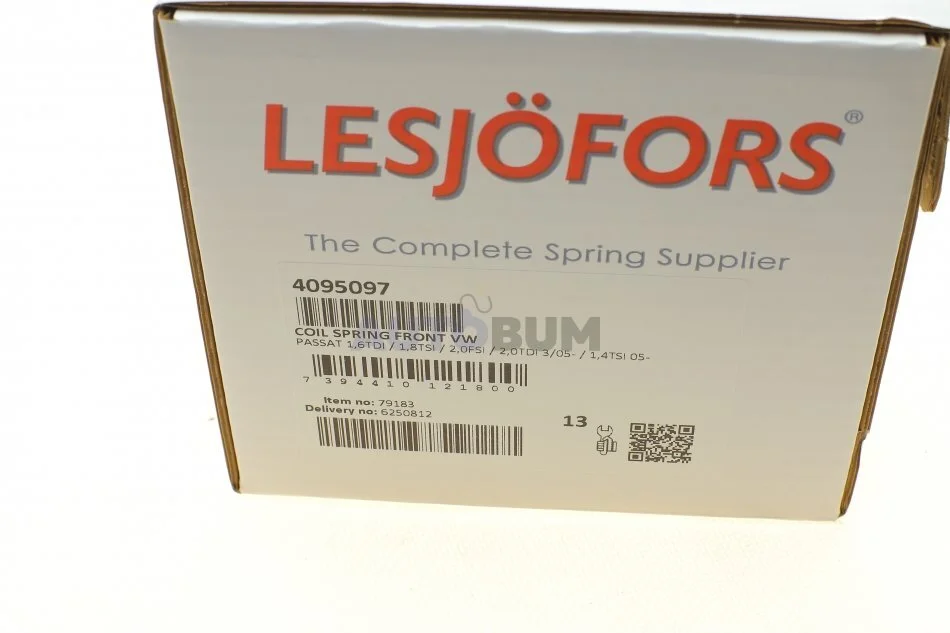 LESJÖFORS®
The Complete Spring Supplier
4095097
COIL SPRING FRONT VW
PASSAT 1,6TDI / 1,8TSI / 2,0FSI / 2,0TDI 3/05- / 1,4TSI 05-
7 394410 121800
Item no: 79183
Delivery no: 6250812
13
BUM